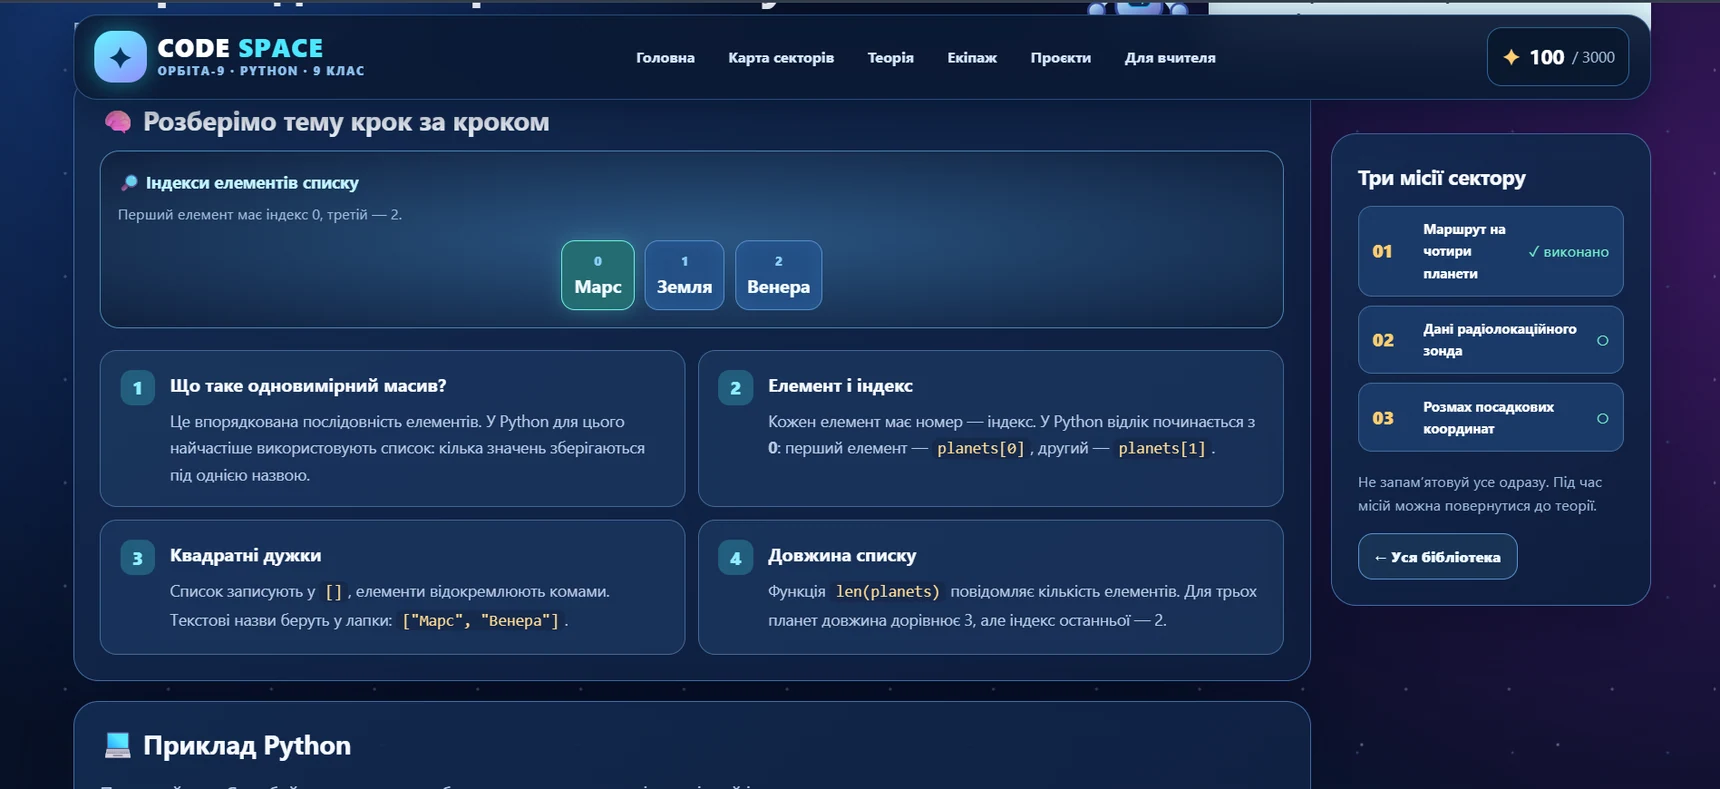 CODE SPACE
ОРБІТА-9 · PYTHON · 9 КЛАС
Головна
Карта секторів
Теорія
Екіпаж
Проєкти
Для вчителя
100 / 3000
Розберімо тему крок за кроком
Індекси елементів списку
Перший елемент має індекс 0, третій — 2.
0
Марс
1
Земля
2
Венера
1
Що таке одновимірний масив?
Це впорядкована послідовність елементів. У Python для цього
найчастіше використовують список: кілька значень зберігаються
під однією назвою.
2
Елемент і індекс
Кожен елемент має номер — індекс. У Python відлік починається з
0: перший елемент — planets[0] , другий — planets[1] .
3
Квадратні дужки
Список записують у [] , елементи відокремлюють комами.
Текстові назви беруть у лапки: ["Марс", "Венера"] .
4
Довжина списку
Функція len(planets) повідомляє кількість елементів. Для трьох
планет довжина дорівнює 3, але індекс останньої — 2.
Приклад Python
Три місії сектору
01
Маршрут на
чотири
планети
✓ виконано
02
Дані радіолокаційного
зонда
03
Розмах посадкових
координат
Не запам'ятовуй усе одразу. Під час
місій можна повернутися до теорії.
← Уся бібліотека